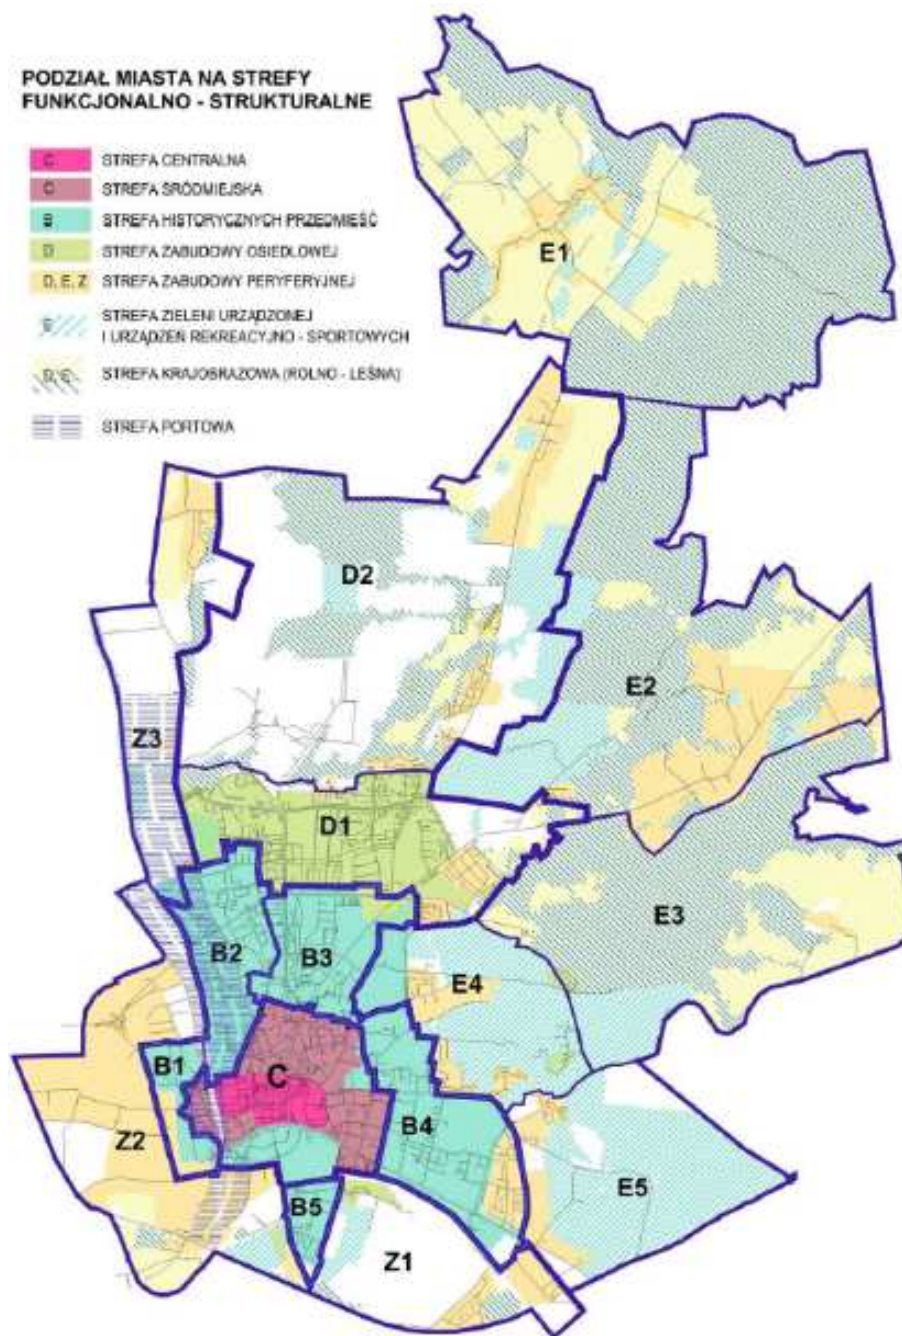 PODZIAŁ MIASTA NA STREFY
FUNKCJONALNO - STRUKTURALNE
C STREFA CENTRALNA
C STREFA ŚRÓDMIEJSKA
B STREFA HISTORYCZNYCH PRZEDMIEŚĆ
D STREFA ZABUDOWY OSIEDLOWEJ
D, E, Z STREFA ZABUDOWY PERYFERYJNEJ
E STREFA ZIELENI URZĄDZONEJ
I URZĄDZEŃ REKREACYJNO - SPORTOWYCH
D, E STREFA KRAJOBRAZOWA (ROLNO - LEŚNA)
STREFA PORTOWA
E1
D2
E2
Z3
D1
E3
B2
B3
E4
B1
C
B4
Z2
E5
B5
Z1